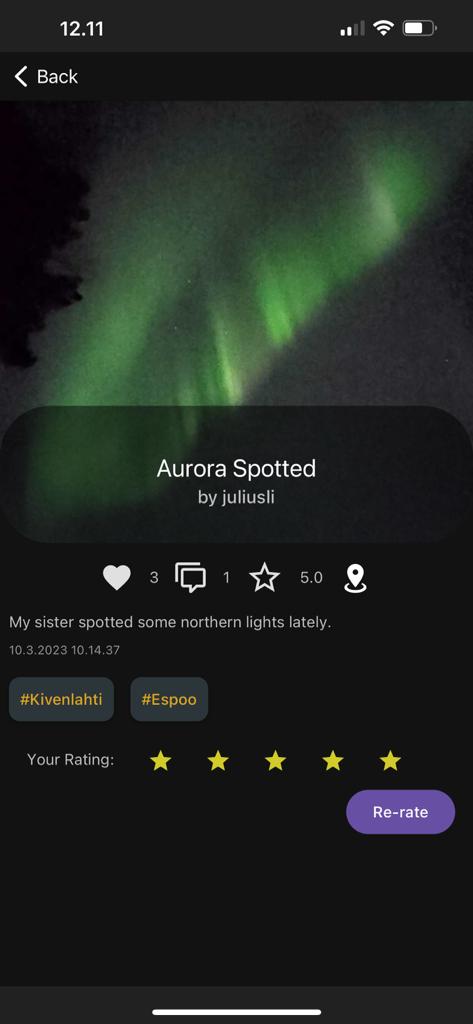 12.11
Back
Aurora Spotted
by juliusli
3 1 5.0
My sister spotted some northern lights lately.
10.3.2023 10.14.37
#Kivenlahti #Espoo
Your Rating:
Re-rate